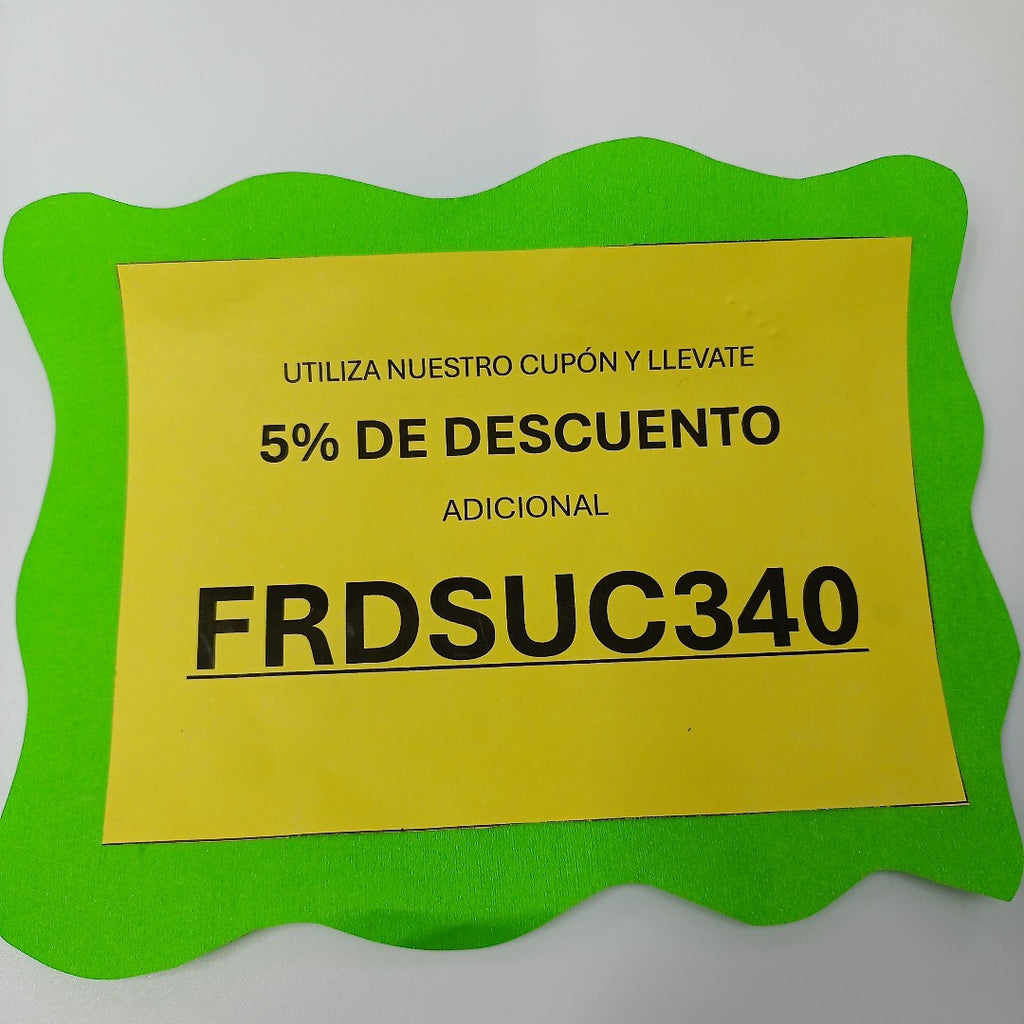 UTILIZA NUESTRO CUPÓN Y LLEVATE
5% DE DESCUENTO
ADICIONAL
FRDSUC340